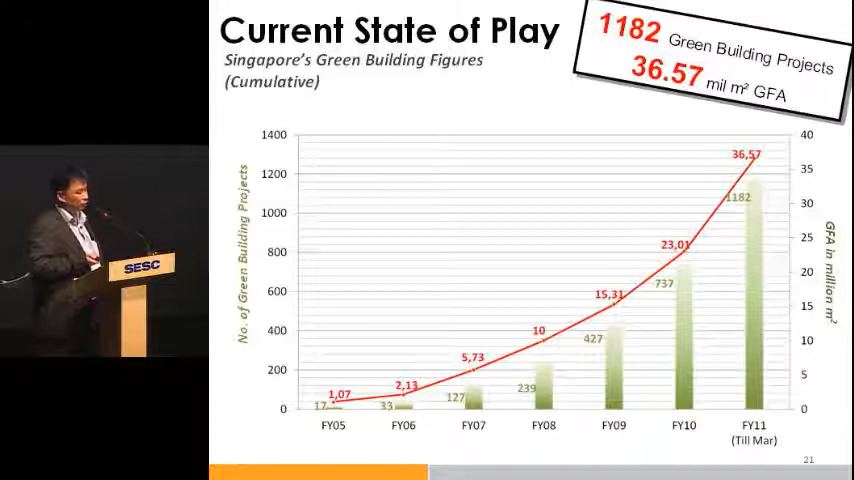 Current State of Play
Singapore's Green Building Figures
(Cumulative)
1182 Green Building Projects
36.57 mil m² GFA
No. of Green Building Projects
1400
1200
1000
800
600
400
200
0
40
35
30
25
20
15
10
5
0
GFA in million m²
1,07
2,13
5,73
10
15,31
23,01
36,57
17
33
127
239
427
737
1182
FY05
FY06
FY07
FY08
FY09
FY10
FY11
(Till Mar)
21
SESC